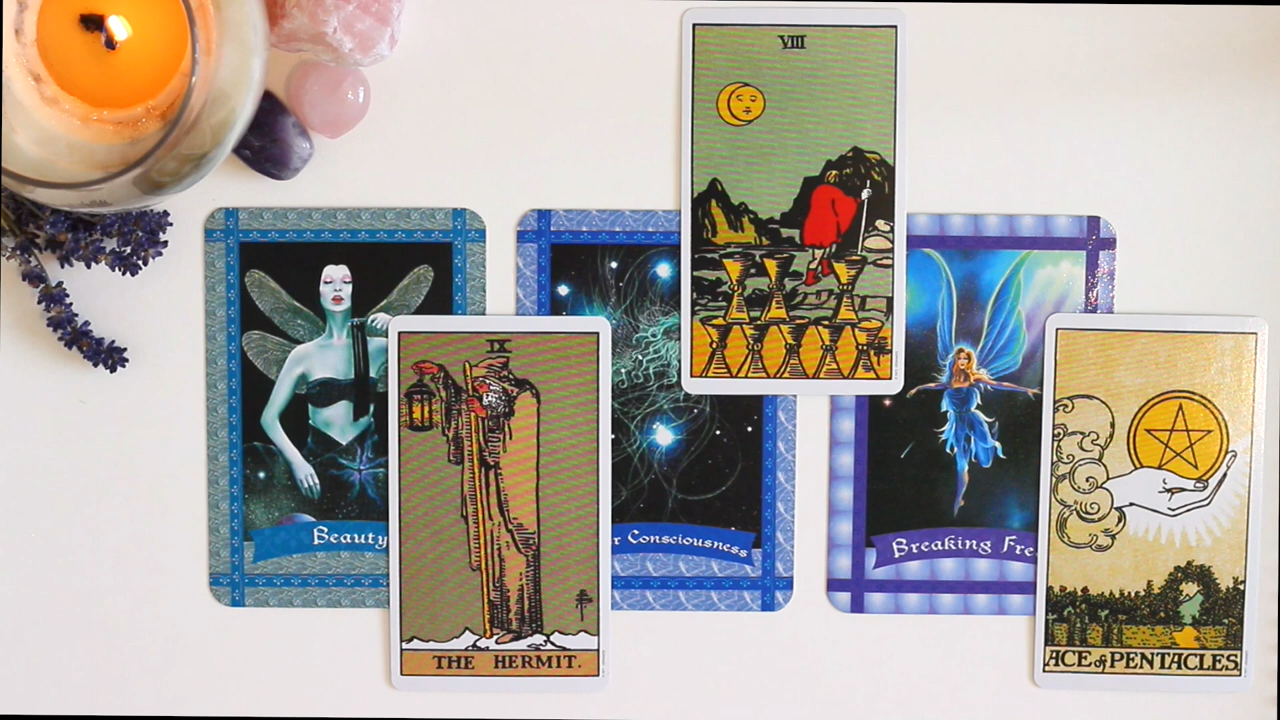 VIII
Beauty
r Consciousness
Breaking Fre
IX
THE HERMIT.
ACE of PENTACLES